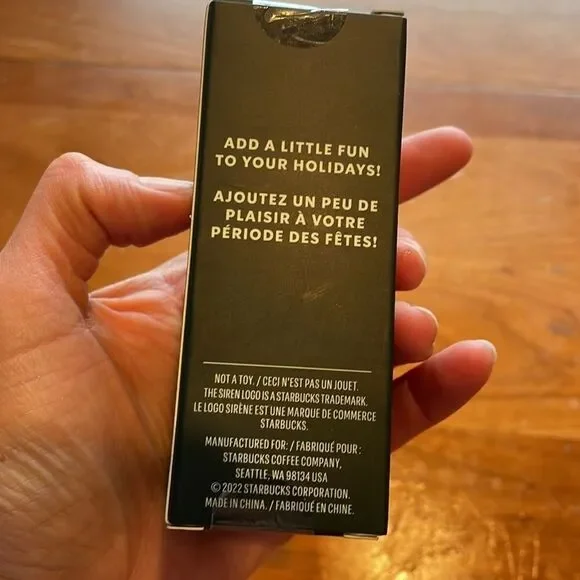 ADD A LITTLE FUN
TO YOUR HOLIDAYS!
AJOUTEZ UN PEU DE
PLAISIR À VOTRE
PÉRIODE DES FÊTES!
NOT A TOY. / CECI N'EST PAS UN JOUET.
THE SIREN LOGO IS A STARBUCKS TRADEMARK.
LE LOGO SIRÈNE EST UNE MARQUE DE COMMERCE
STARBUCKS.
MANUFACTURED FOR: / FABRIQUÉ POUR :
STARBUCKS COFFEE COMPANY,
SEATTLE, WA 98134 USA
© 2022 STARBUCKS CORPORATION.
MADE IN CHINA. / FABRIQUÉ EN CHINE.